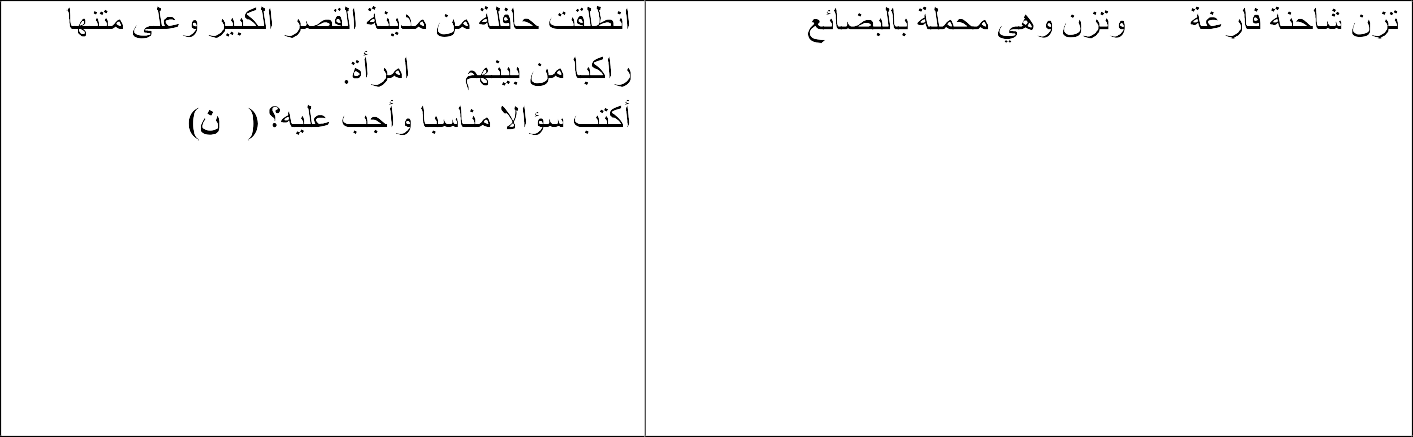 تزن شاحنة فارغة وتزن وهي محملة بالبضائع
انطلقت حافلة من مدينة القصر الكبير وعلى متنها
راكبا من بينهم امرأة.
أكتب سؤالا مناسبا وأجب عليه؟ ( ن)